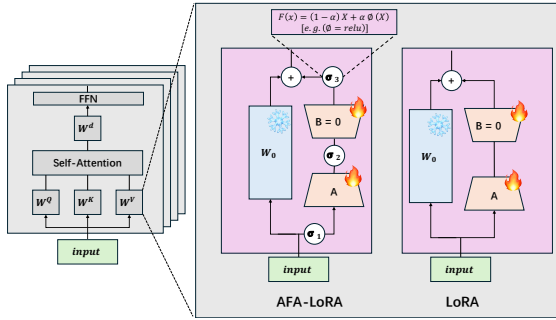 F(x) = (1 − α) X + α ∅ (X)
[e.g. (∅ = relu)]
FFN
W^d
Self-Attention
W^Q
W^K
W^V
input
+
σ₃
B = 0
W₀
σ₂
A
σ₁
input
AFA-LoRA
+
B = 0
W₀
A
input
LoRA